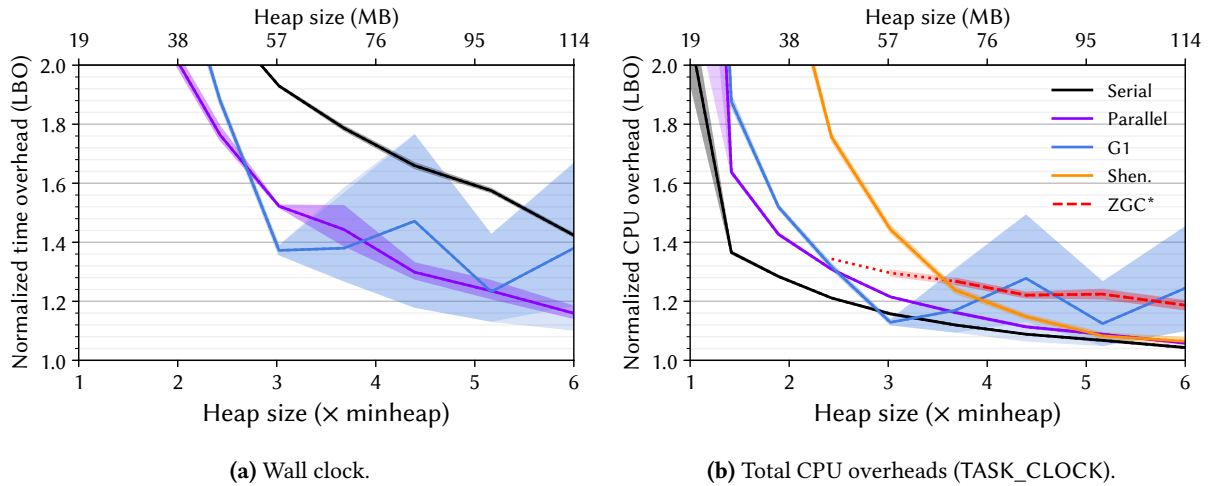 Heap size (MB)
19 38 57 76 95 114
Normalized time overhead (LBO)
2.0
1.8
1.6
1.4
1.2
1.0
1 2 3 4 5 6
Heap size (× minheap)
(a) Wall clock.
Heap size (MB)
19 38 57 76 95 114
Normalized CPU overhead (LBO)
2.0
1.8
1.6
1.4
1.2
1.0
Serial
Parallel
G1
Shen.
ZGC*
1 2 3 4 5 6
Heap size (× minheap)
(b) Total CPU overheads (TASK_CLOCK).